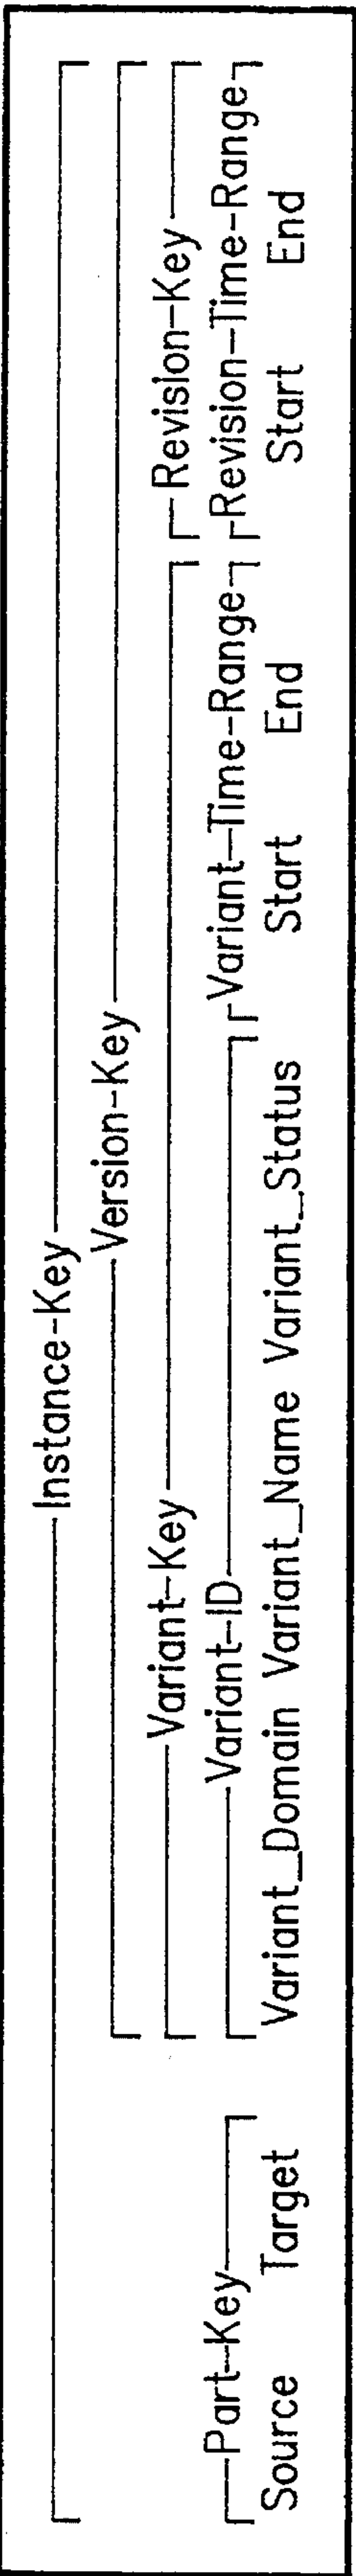 Instance-Key
Version-Key
Variant-Key Revision-Key
Part-Key Variant-ID Variant-Time-Range Revision-Time-Range
Source Target Variant_Domain Variant_Name Variant_Status Start End Start End